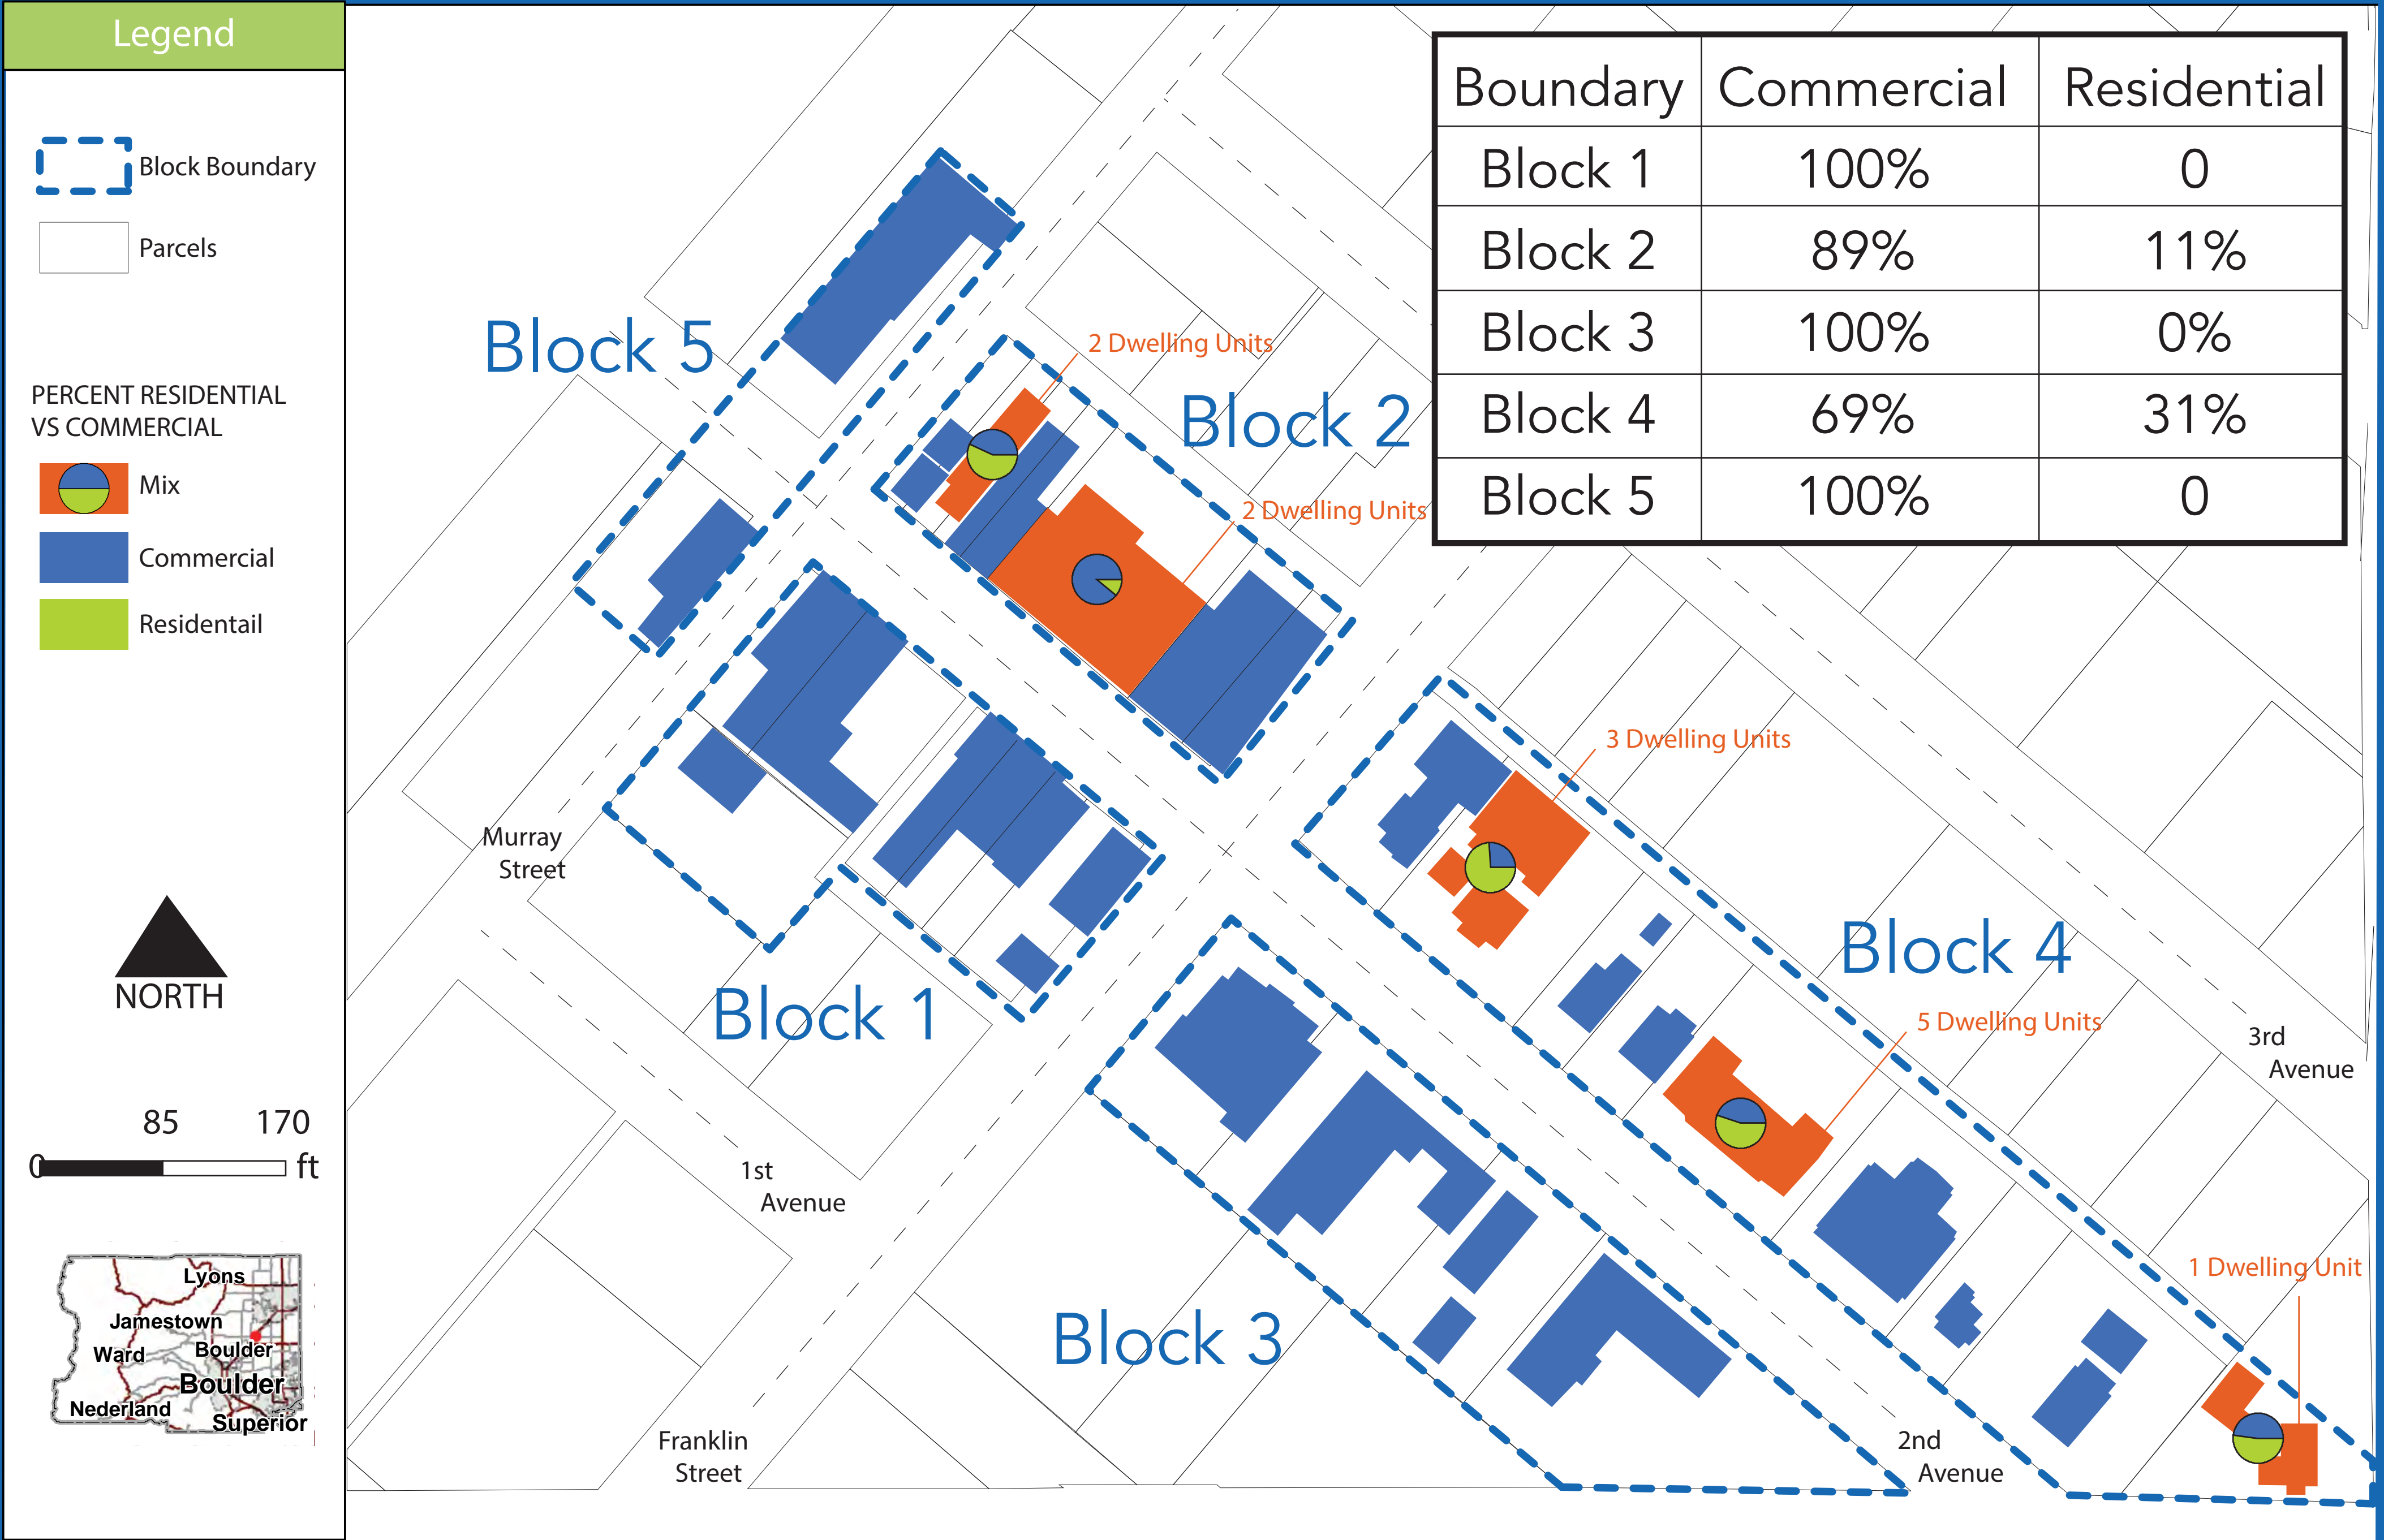 Legend
Block Boundary
Parcels
PERCENT RESIDENTIAL
VS COMMERCIAL
Mix
Commercial
Residentail
NORTH
0 85 170 ft
Lyons
Jamestown
Ward
Boulder
Boulder
Nederland
Superior
Boundary Commercial Residential
Block 1 100% 0
Block 2 89% 11%
Block 3 100% 0%
Block 4 69% 31%
Block 5 100% 0
Block 5
2 Dwelling Units
Block 2
2 Dwelling Units
3 Dwelling Units
Murray
Street
Block 4
Block 1
5 Dwelling Units
3rd
Avenue
1st
Avenue
1 Dwelling Unit
Block 3
Franklin
Street
2nd
Avenue